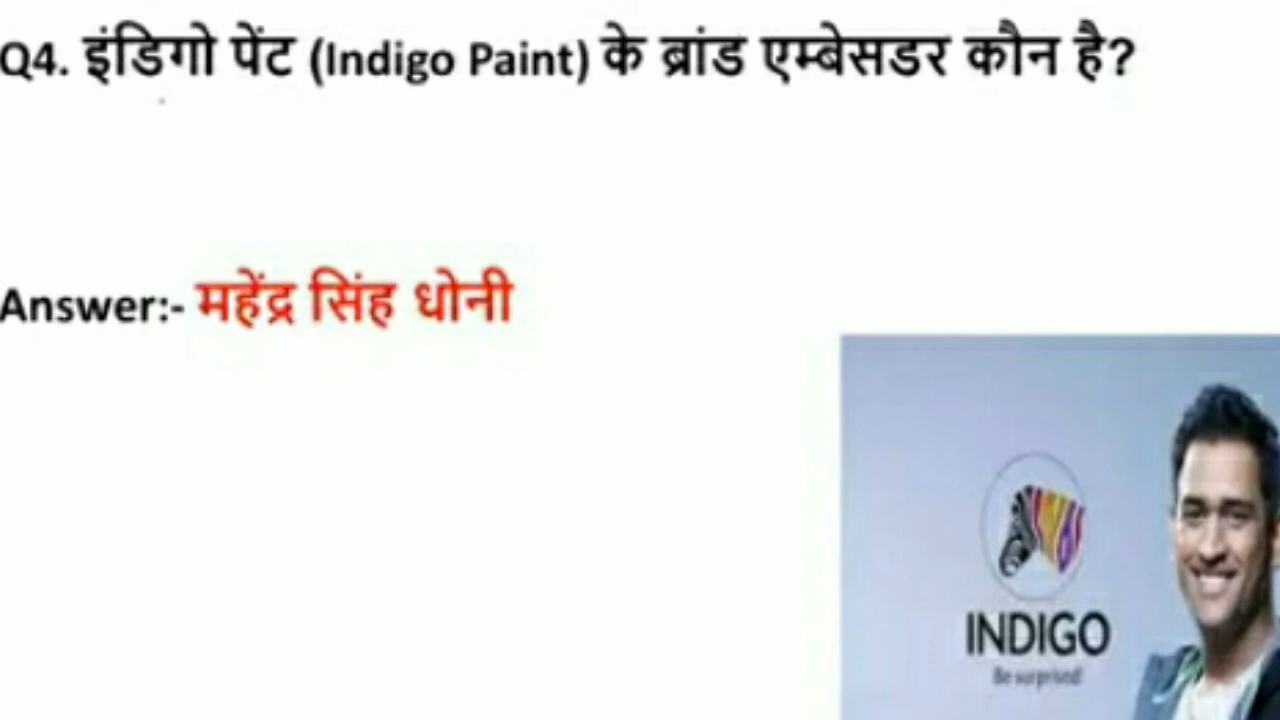 Q4. इंडिगो पेंट (Indigo Paint) के ब्रांड एम्बेसडर कौन है?
Answer:- महेंद्र सिंह धोनी
INDIGO
Be surprised!